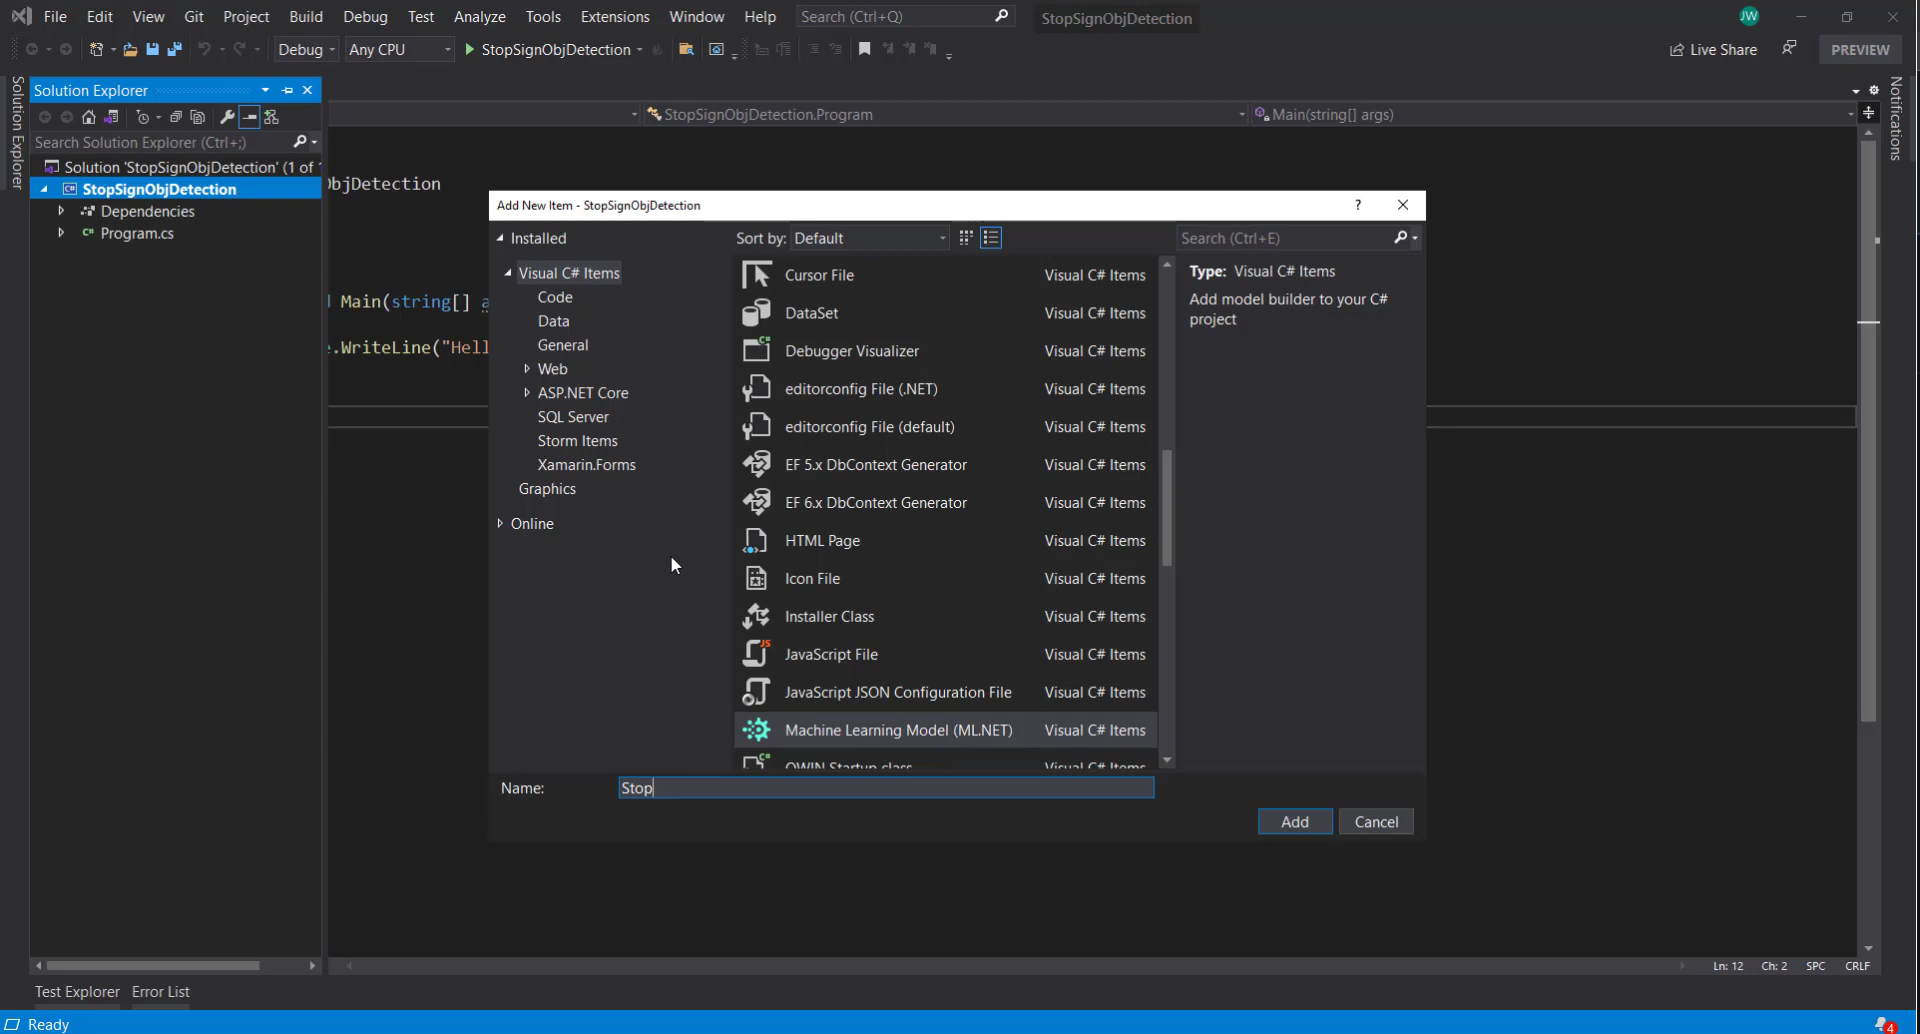 File Edit View Git Project Build Debug Test Analyze Tools Extensions Window Help Search (Ctrl+Q) StopSignObjDetection JW
Debug Any CPU StopSignObjDetection Live Share PREVIEW
Solution Explorer
Notifications
Solution Explorer
StopSignObjDetection.Program Main(string[] args)
Search Solution Explorer (Ctrl+;)
Solution 'StopSignObjDetection' (1 of 1
StopSignObjDetection
Dependencies
Program.cs
ObjDetection
Main(string[] a
e.WriteLine("Hell
Add New Item - StopSignObjDetection ?
Installed
Visual C# Items
Code
Data
General
Web
ASP.NET Core
SQL Server
Storm Items
Xamarin.Forms
Graphics
Online
Sort by: Default
Search (Ctrl+E)
Cursor File Visual C# Items
DataSet Visual C# Items
Debugger Visualizer Visual C# Items
editorconfig File (.NET) Visual C# Items
editorconfig File (default) Visual C# Items
EF 5.x DbContext Generator Visual C# Items
EF 6.x DbContext Generator Visual C# Items
HTML Page Visual C# Items
Icon File Visual C# Items
Installer Class Visual C# Items
JavaScript File Visual C# Items
JavaScript JSON Configuration File Visual C# Items
Machine Learning Model (ML.NET) Visual C# Items
OWIN Startup class Visual C# Items
Type: Visual C# Items
Add model builder to your C#
project
Name: Stop
Add Cancel
Ln: 12 Ch: 2 SPC CRLF
Test Explorer Error List
Ready 4